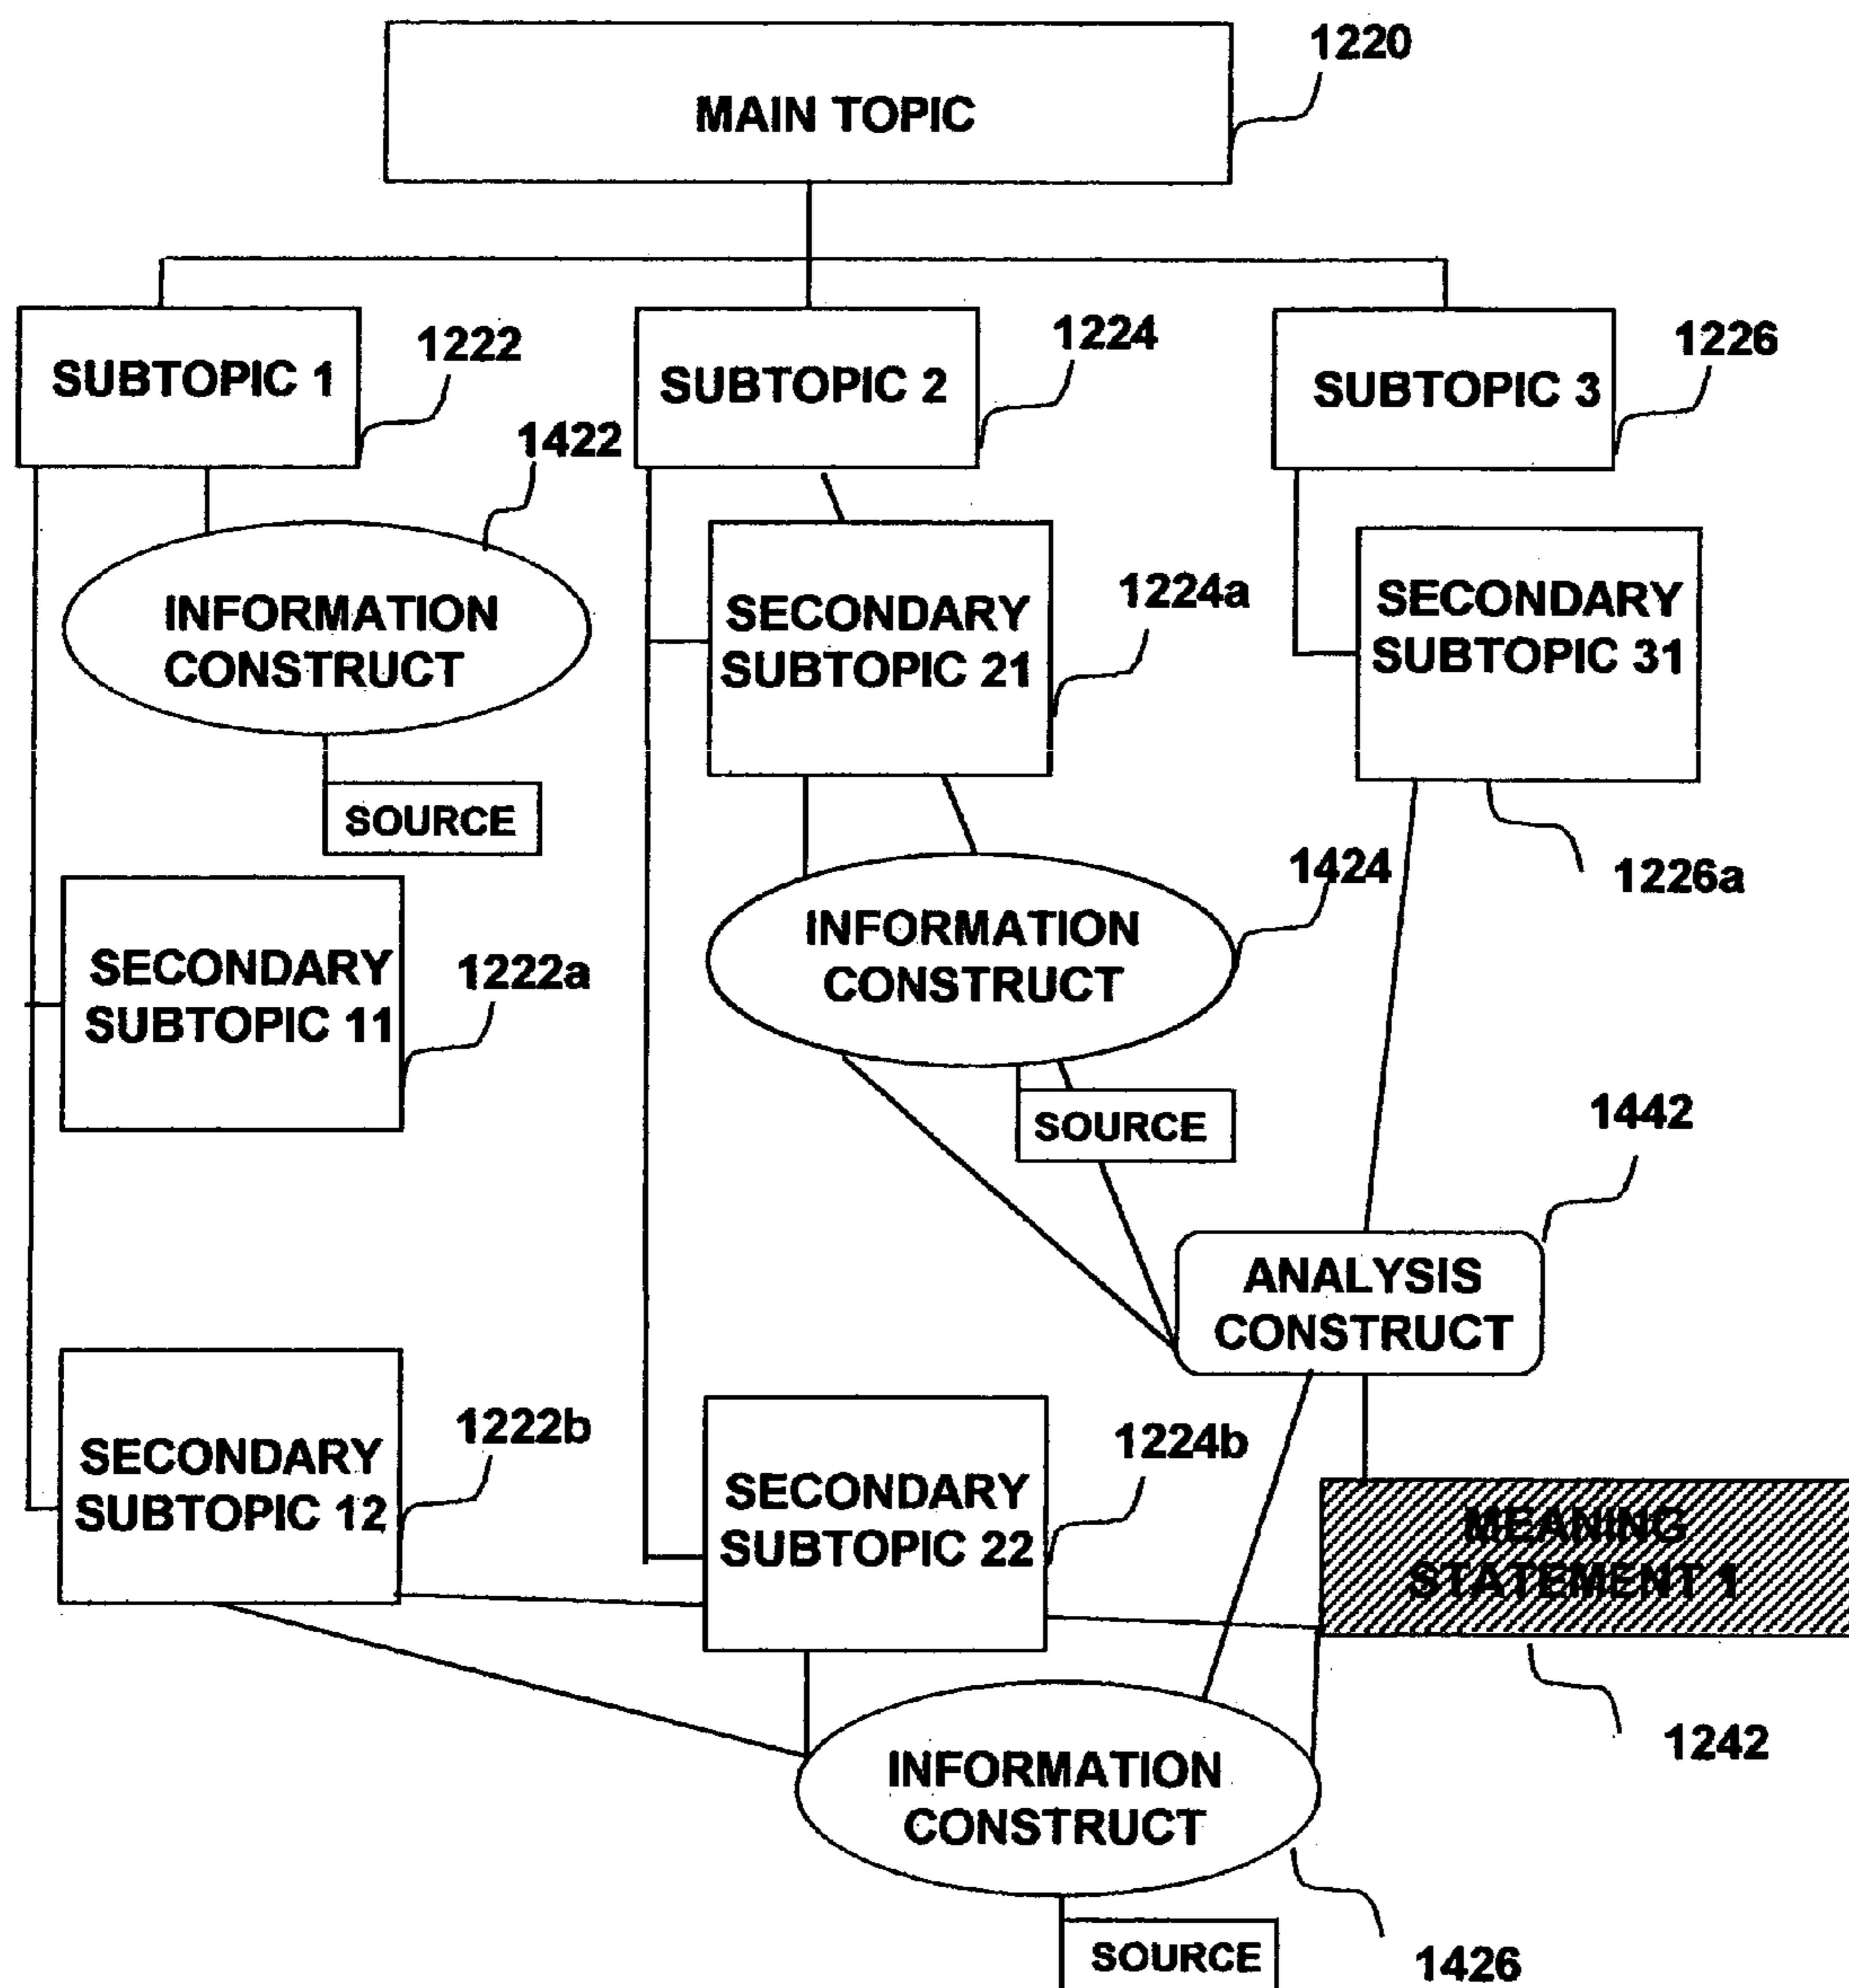 1220
MAIN TOPIC
SUBTOPIC 1
1222
SUBTOPIC 2
1224
SUBTOPIC 3
1226
1422
INFORMATION
CONSTRUCT
SOURCE
SECONDARY
SUBTOPIC 21
1224a
SECONDARY
SUBTOPIC 31
1226a
INFORMATION
CONSTRUCT
1424
SOURCE
SECONDARY
SUBTOPIC 11
1222a
1442
ANALYSIS
CONSTRUCT
SECONDARY
SUBTOPIC 12
1222b
SECONDARY
SUBTOPIC 22
1224b
MEANING
STATEMENT 1
1242
INFORMATION
CONSTRUCT
1426
SOURCE